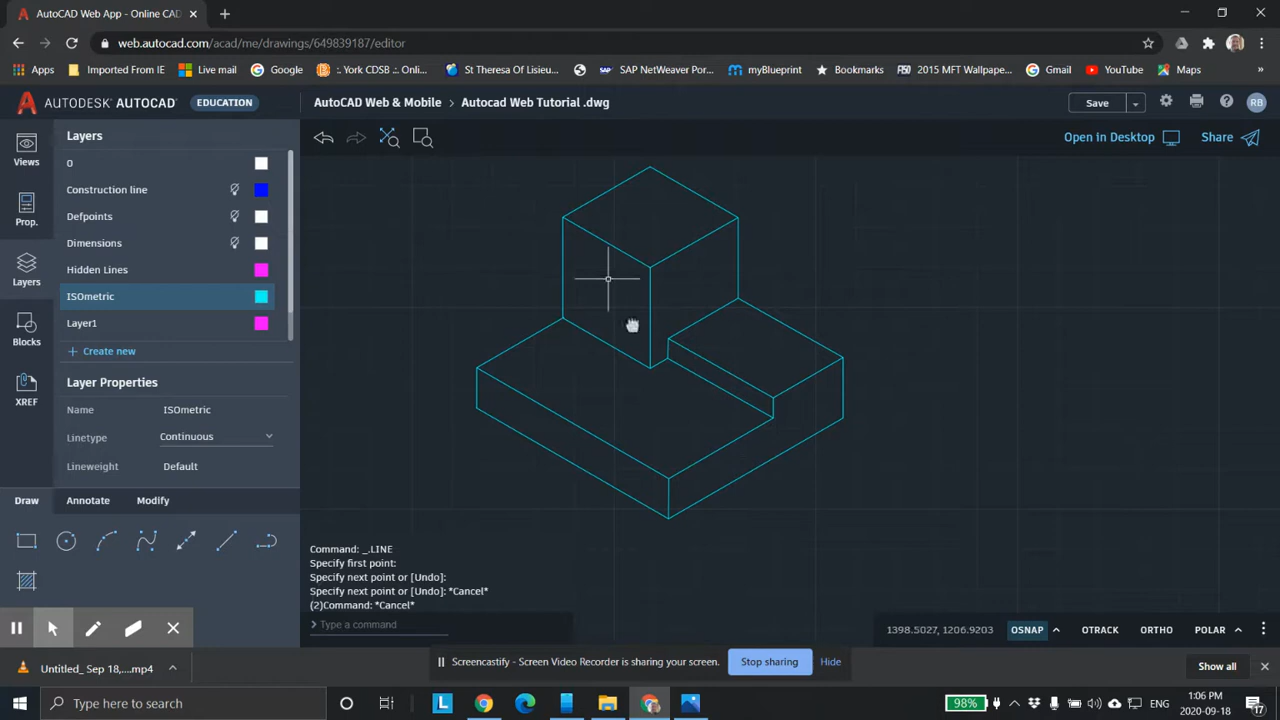 AutoCAD Web App - Online CAD
web.autocad.com/acad/me/drawings/649839187/editor
Apps
Imported From IE
Live mail
Google
:. York CDSB :. Onli...
St Theresa Of Lisieu...
SAP NetWeaver Por...
myBlueprint
Bookmarks
2015 MFT Wallpape...
Gmail
YouTube
Maps
AUTODESK AUTOCAD EDUCATION
AutoCAD Web & Mobile > Autocad Web Tutorial .dwg
Save
RB
Views
Prop.
Layers
Blocks
XREF
Layers
0
Construction line
Defpoints
Dimensions
Hidden Lines
ISOmetric
Layer1
+ Create new
Layer Properties
Name ISOmetric
Linetype Continuous
Lineweight Default
Draw Annotate Modify
Open in Desktop
Share
Command: _.LINE
Specify first point:
Specify next point or [Undo]:
Specify next point or [Undo]: *Cancel*
(2)Command: *Cancel*
Type a command
1398.5027, 1206.9203 OSNAP OTRACK ORTHO POLAR
Untitled_Sep 18,....mp4
Screencastify - Screen Video Recorder is sharing your screen.
Stop sharing
Hide
Show all
Type here to search
98%
ENG
1:06 PM
2020-09-18
17